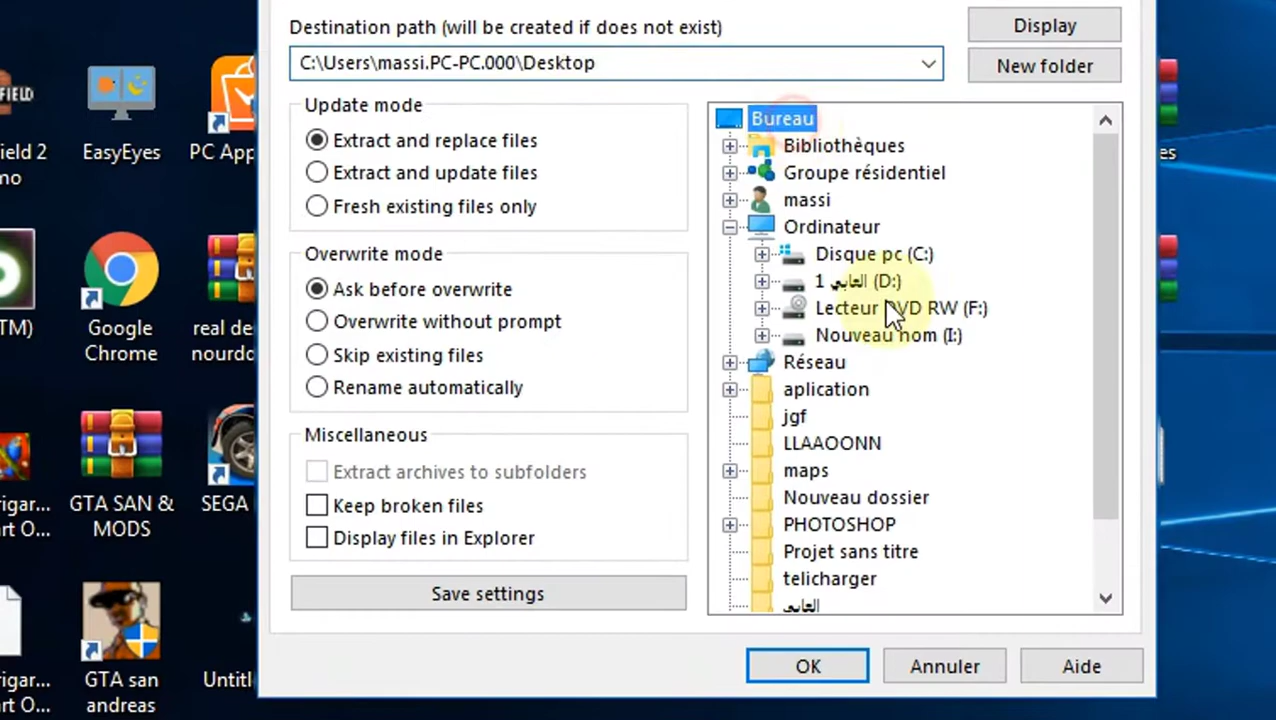 Destination path (will be created if does not exist)
Display
C:\Users\massi.PC-PC.000\Desktop
New folder
Update mode
Extract and replace files
Extract and update files
Fresh existing files only
Overwrite mode
Ask before overwrite
Overwrite without prompt
Skip existing files
Rename automatically
Miscellaneous
Extract archives to subfolders
Keep broken files
Display files in Explorer
Save settings
Bureau
Bibliothèques
Groupe résidentiel
massi
Ordinateur
Disque pc (C:)
1 العابي (D:)
Lecteur DVD RW (F:)
Nouveau nom (I:)
Réseau
aplication
jgf
LLAAOONN
maps
Nouveau dossier
PHOTOSHOP
Projet sans titre
telicharger
العابي
OK
Annuler
Aide
EasyEyes
PC App
Google
Chrome
real de
nourdd
GTA SAN &
MODS
SEGA
GTA san
andreas
Untitl